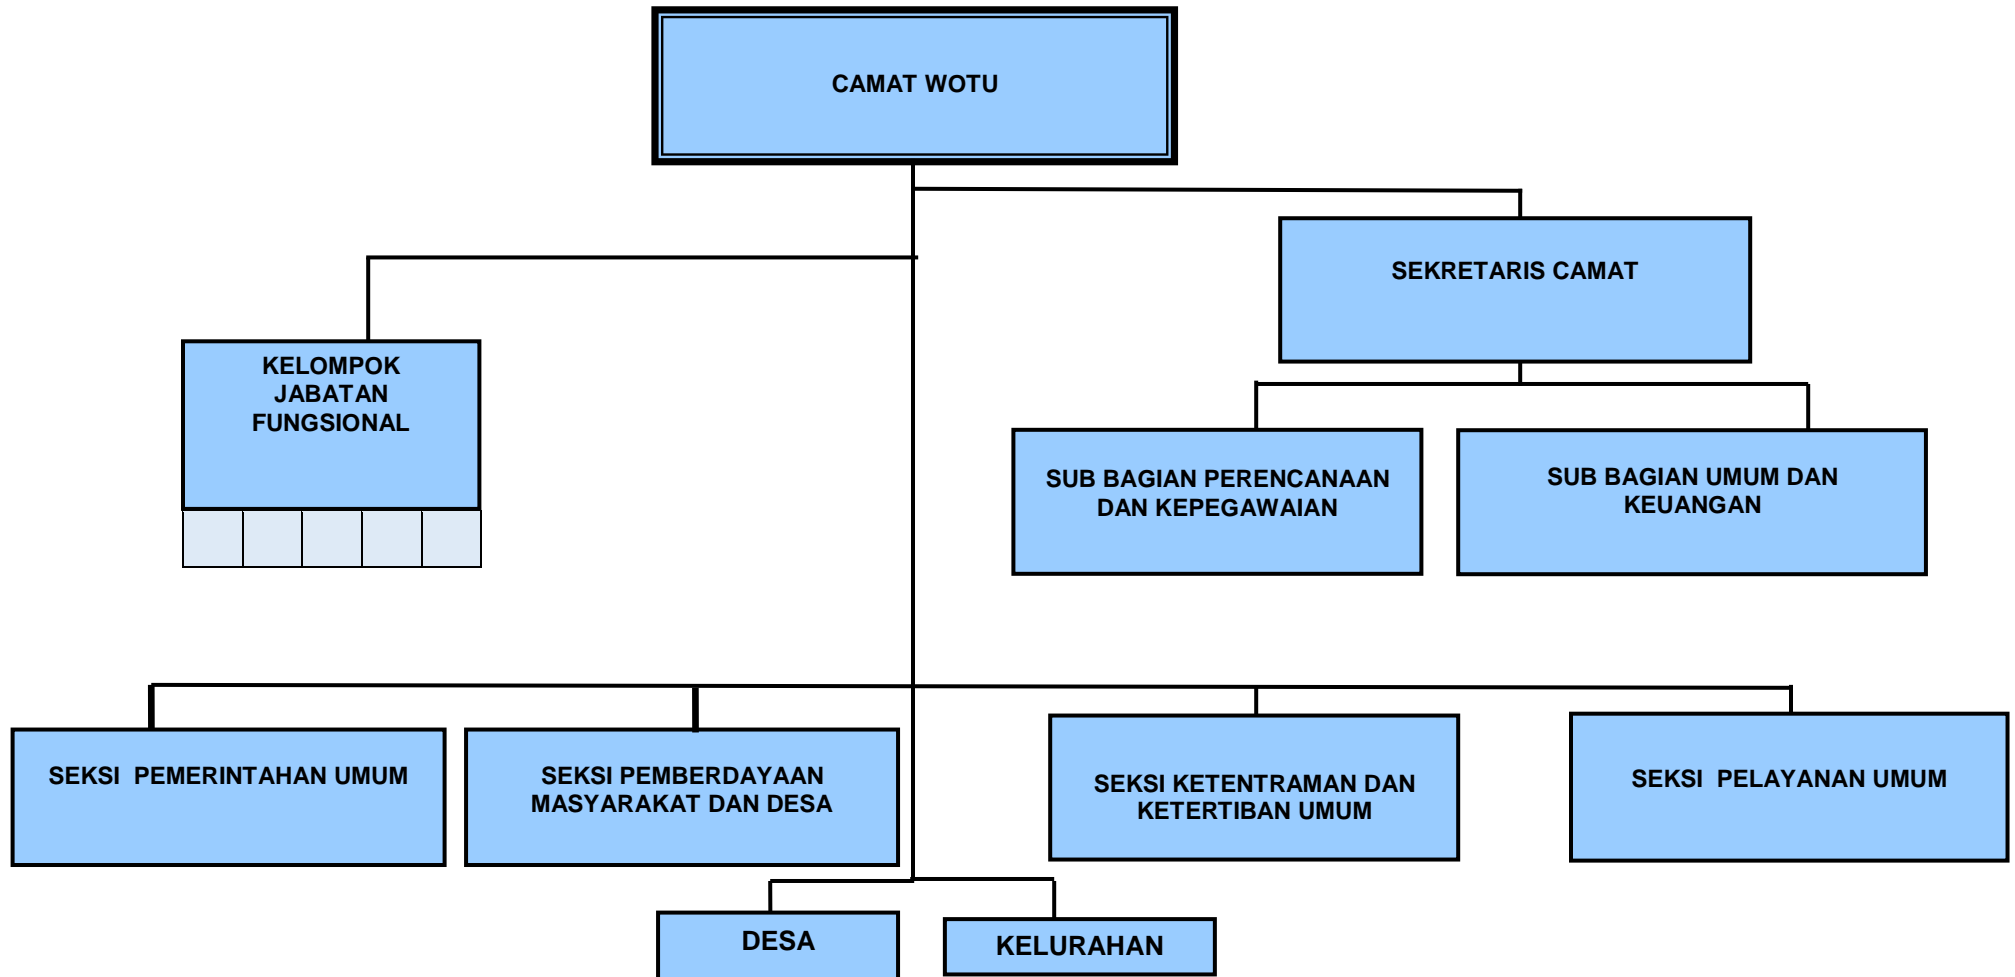 CAMAT WOTU
SEKRETARIS CAMAT
KELOMPOK
JABATAN
FUNGSIONAL
SUB BAGIAN PERENCANAAN
DAN KEPEGAWAIAN
SUB BAGIAN UMUM DAN
KEUANGAN
SEKSI  PEMERINTAHAN UMUM
SEKSI PEMBERDAYAAN
MASYARAKAT DAN DESA
SEKSI KETENTRAMAN DAN
KETERTIBAN UMUM
SEKSI  PELAYANAN UMUM
DESA
KELURAHAN